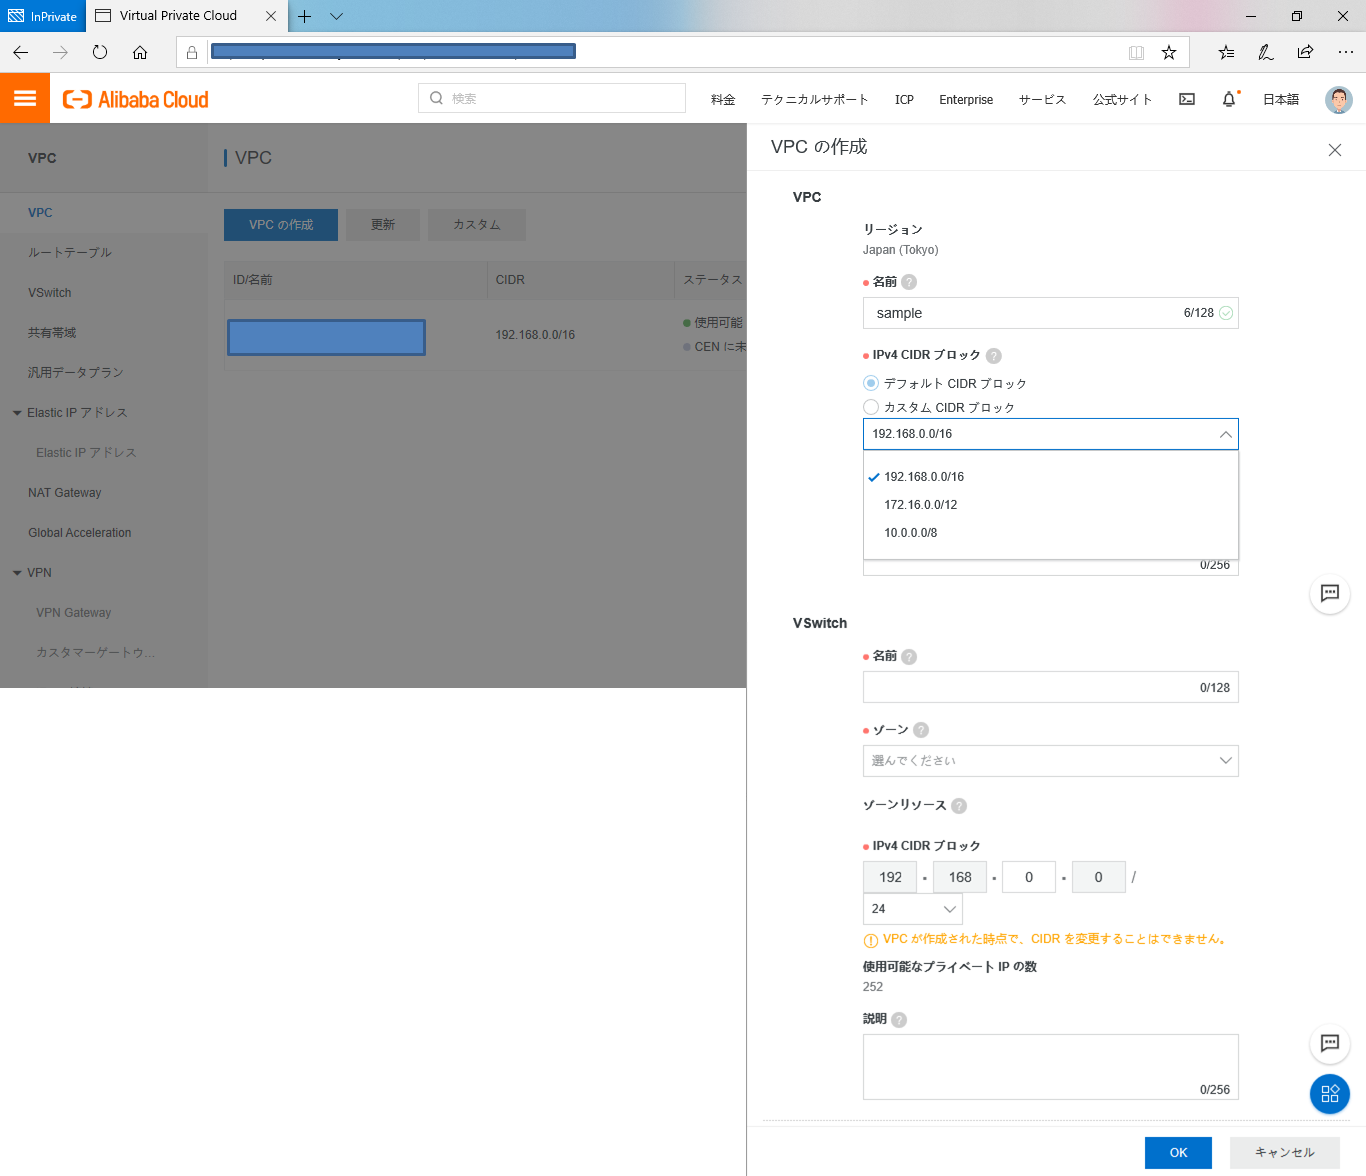 InPrivate
Virtual Private Cloud
Alibaba Cloud
検索
料金
テクニカルサポート
ICP
Enterprise
サービス
公式サイト
日本語
VPC
VPC
ルートテーブル
VSwitch
共有帯域
汎用データプラン
Elastic IP アドレス
Elastic IP アドレス
NAT Gateway
Global Acceleration
VPN
VPN Gateway
カスタマーゲートウ...
VPC
VPC の作成
更新
カスタム
ID/名前
CIDR
ステータス
192.168.0.0/16
使用可能
CEN に未
VPC の作成
VPC
リージョン
Japan (Tokyo)
名前 ?
sample
6/128
IPv4 CIDR ブロック ?
デフォルト CIDR ブロック
カスタム CIDR ブロック
192.168.0.0/16
192.168.0.0/16
172.16.0.0/12
10.0.0.0/8
0/256
VSwitch
名前 ?
0/128
ゾーン ?
選んでください
ゾーンリソース ?
IPv4 CIDR ブロック
192 . 168 . 0 . 0 /
24
VPC が作成された時点で、CIDR を変更することはできません。
使用可能なプライベート IP の数
252
説明 ?
0/256
OK
キャンセル